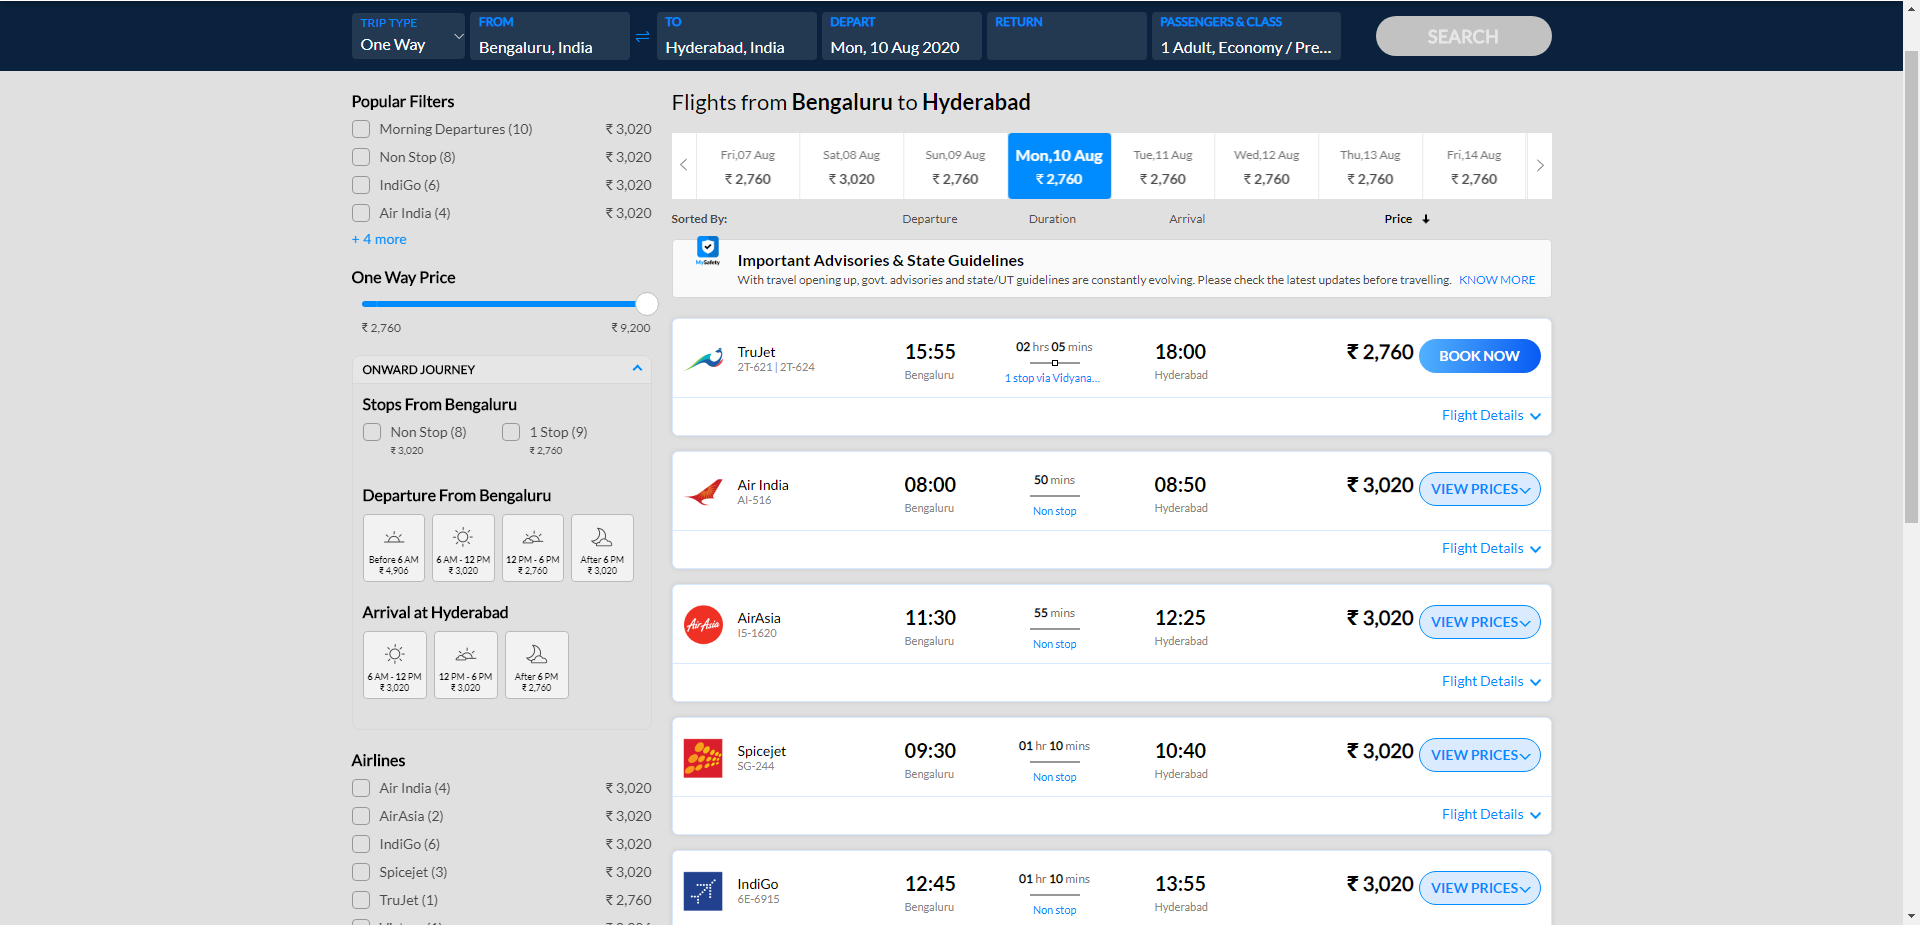 TRIP TYPE
One Way
FROM
Bengaluru, India
TO
Hyderabad, India
DEPART
Mon, 10 Aug 2020
RETURN
PASSENGERS & CLASS
1 Adult, Economy / Pre...
SEARCH
Popular Filters
Morning Departures (10) ₹ 3,020
Non Stop (8) ₹ 3,020
IndiGo (6) ₹ 3,020
Air India (4) ₹ 3,020
+ 4 more
One Way Price
₹ 2,760 ₹ 9,200
ONWARD JOURNEY
Stops From Bengaluru
Non Stop (8) 1 Stop (9)
₹ 3,020 ₹ 2,760
Departure From Bengaluru
Before 6 AM 6 AM - 12 PM 12 PM - 6 PM After 6 PM
₹ 4,906 ₹ 3,020 ₹ 2,760 ₹ 3,020
Arrival at Hyderabad
6 AM - 12 PM 12 PM - 6 PM After 6 PM
₹ 3,020 ₹ 3,020 ₹ 2,760
Airlines
Air India (4) ₹ 3,020
AirAsia (2) ₹ 3,020
IndiGo (6) ₹ 3,020
Spicejet (3) ₹ 3,020
TruJet (1) ₹ 2,760
Flights from Bengaluru to Hyderabad
Fri,07 Aug Sat,08 Aug Sun,09 Aug Mon,10 Aug Tue,11 Aug Wed,12 Aug Thu,13 Aug Fri,14 Aug
₹ 2,760 ₹ 3,020 ₹ 2,760 ₹ 2,760 ₹ 2,760 ₹ 2,760 ₹ 2,760 ₹ 2,760
Sorted By: Departure Duration Arrival Price
MySafety
Important Advisories & State Guidelines
With travel opening up, govt. advisories and state/UT guidelines are constantly evolving. Please check the latest updates before travelling. KNOW MORE
TruJet 15:55 02 hrs 05 mins 18:00 ₹ 2,760 BOOK NOW
2T-621 | 2T-624 Bengaluru 1 stop via Vidyana... Hyderabad
Flight Details
Air India 08:00 50 mins 08:50 ₹ 3,020 VIEW PRICES
AI-516 Bengaluru Non stop Hyderabad
Flight Details
AirAsia
AirAsia 11:30 55 mins 12:25 ₹ 3,020 VIEW PRICES
I5-1620 Bengaluru Non stop Hyderabad
Flight Details
Spicejet 09:30 01 hr 10 mins 10:40 ₹ 3,020 VIEW PRICES
SG-244 Bengaluru Non stop Hyderabad
Flight Details
IndiGo 12:45 01 hr 10 mins 13:55 ₹ 3,020 VIEW PRICES
6E-6915 Bengaluru Non stop Hyderabad